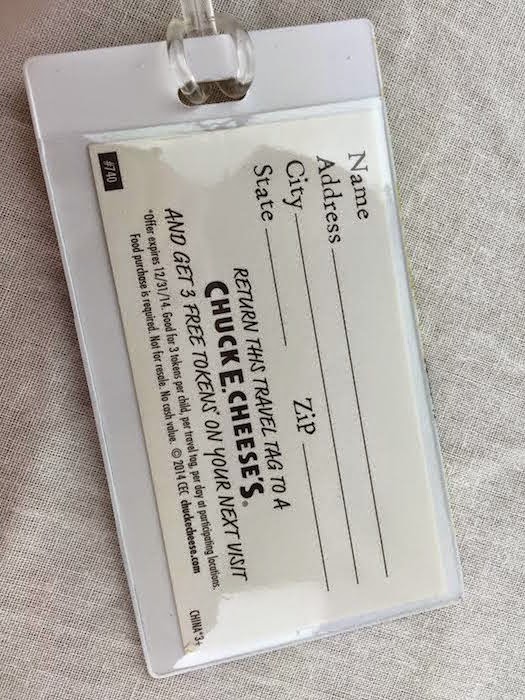 Name
Address
City
State Zip
RETURN THIS TRAVEL TAG TO A
CHUCK E. CHEESE'S®
AND GET 3 FREE TOKENS* ON YOUR NEXT VISIT
*Offer expires 12/31/14. Good for 3 tokens per child, per travel tag, per day at participating locations.
Food purchase is required. Not for resale. No cash value. © 2014 CEC chuckecheese.com
#740
CHINA*3+